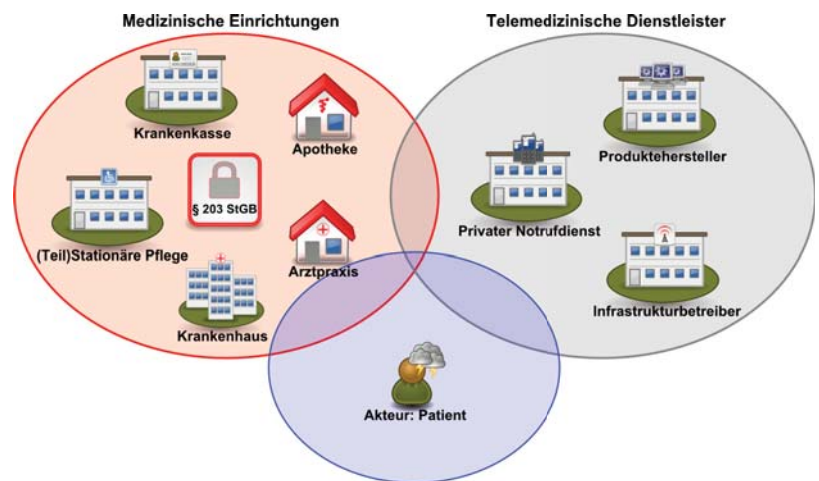 Medizinische Einrichtungen
Telemedizinische Dienstleister
Krankenkasse
Apotheke
Produktehersteller
§ 203 StGB
Privater Notrufdienst
(Teil)Stationäre Pflege
Arztpraxis
Infrastrukturbetreiber
Krankenhaus
Akteur: Patient